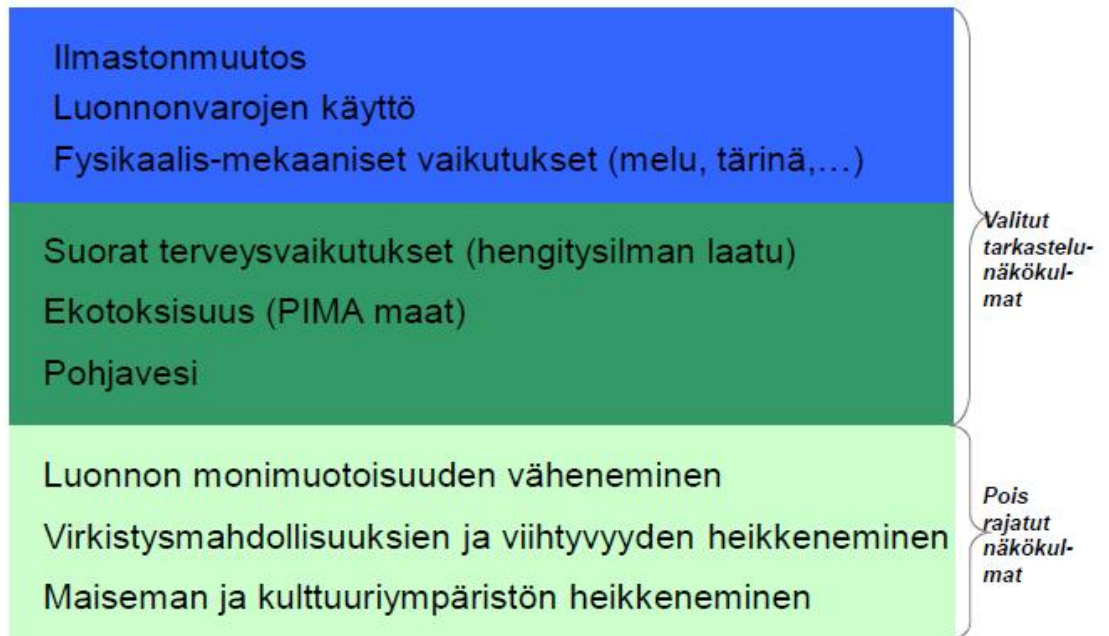 Ilmastonmuutos
Luonnonvarojen käyttö
Fysikaalis-mekaaniset vaikutukset (melu, tärinä,…)
Suorat terveysvaikutukset (hengitysilman laatu)
Ekotoksisuus (PIMA maat)
Pohjavesi
Valitut
tarkastelu-
näkökul-
mat
Luonnon monimuotoisuuden väheneminen
Virkistysmahdollisuuksien ja viihtyvyyden heikkeneminen
Maiseman ja kulttuuriympäristön heikkeneminen
Pois
rajatut
näkökul-
mat